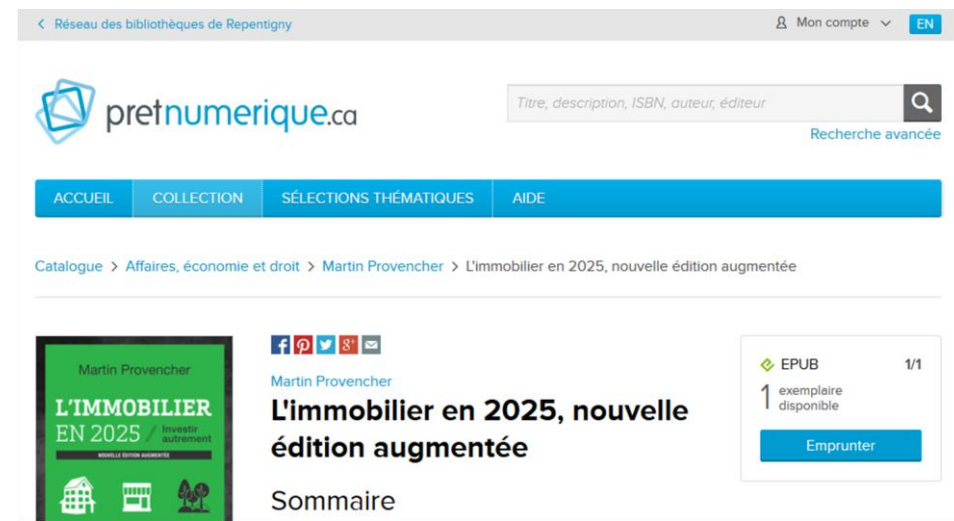 Réseau des bibliothèques de Repentigny
Mon compte
EN
pretnumerique.ca
Titre, description, ISBN, auteur, éditeur
Recherche avancée
ACCUEIL COLLECTION SÉLECTIONS THÉMATIQUES AIDE
Catalogue > Affaires, économie et droit > Martin Provencher > L'immobilier en 2025, nouvelle édition augmentée
Martin Provencher
L'IMMOBILIER
EN 2025 / Investir
autrement
NOUVELLE ÉDITION AUGMENTÉE
Martin Provencher
L'immobilier en 2025, nouvelle
édition augmentée
Sommaire
EPUB 1/1
1 exemplaire
disponible
Emprunter